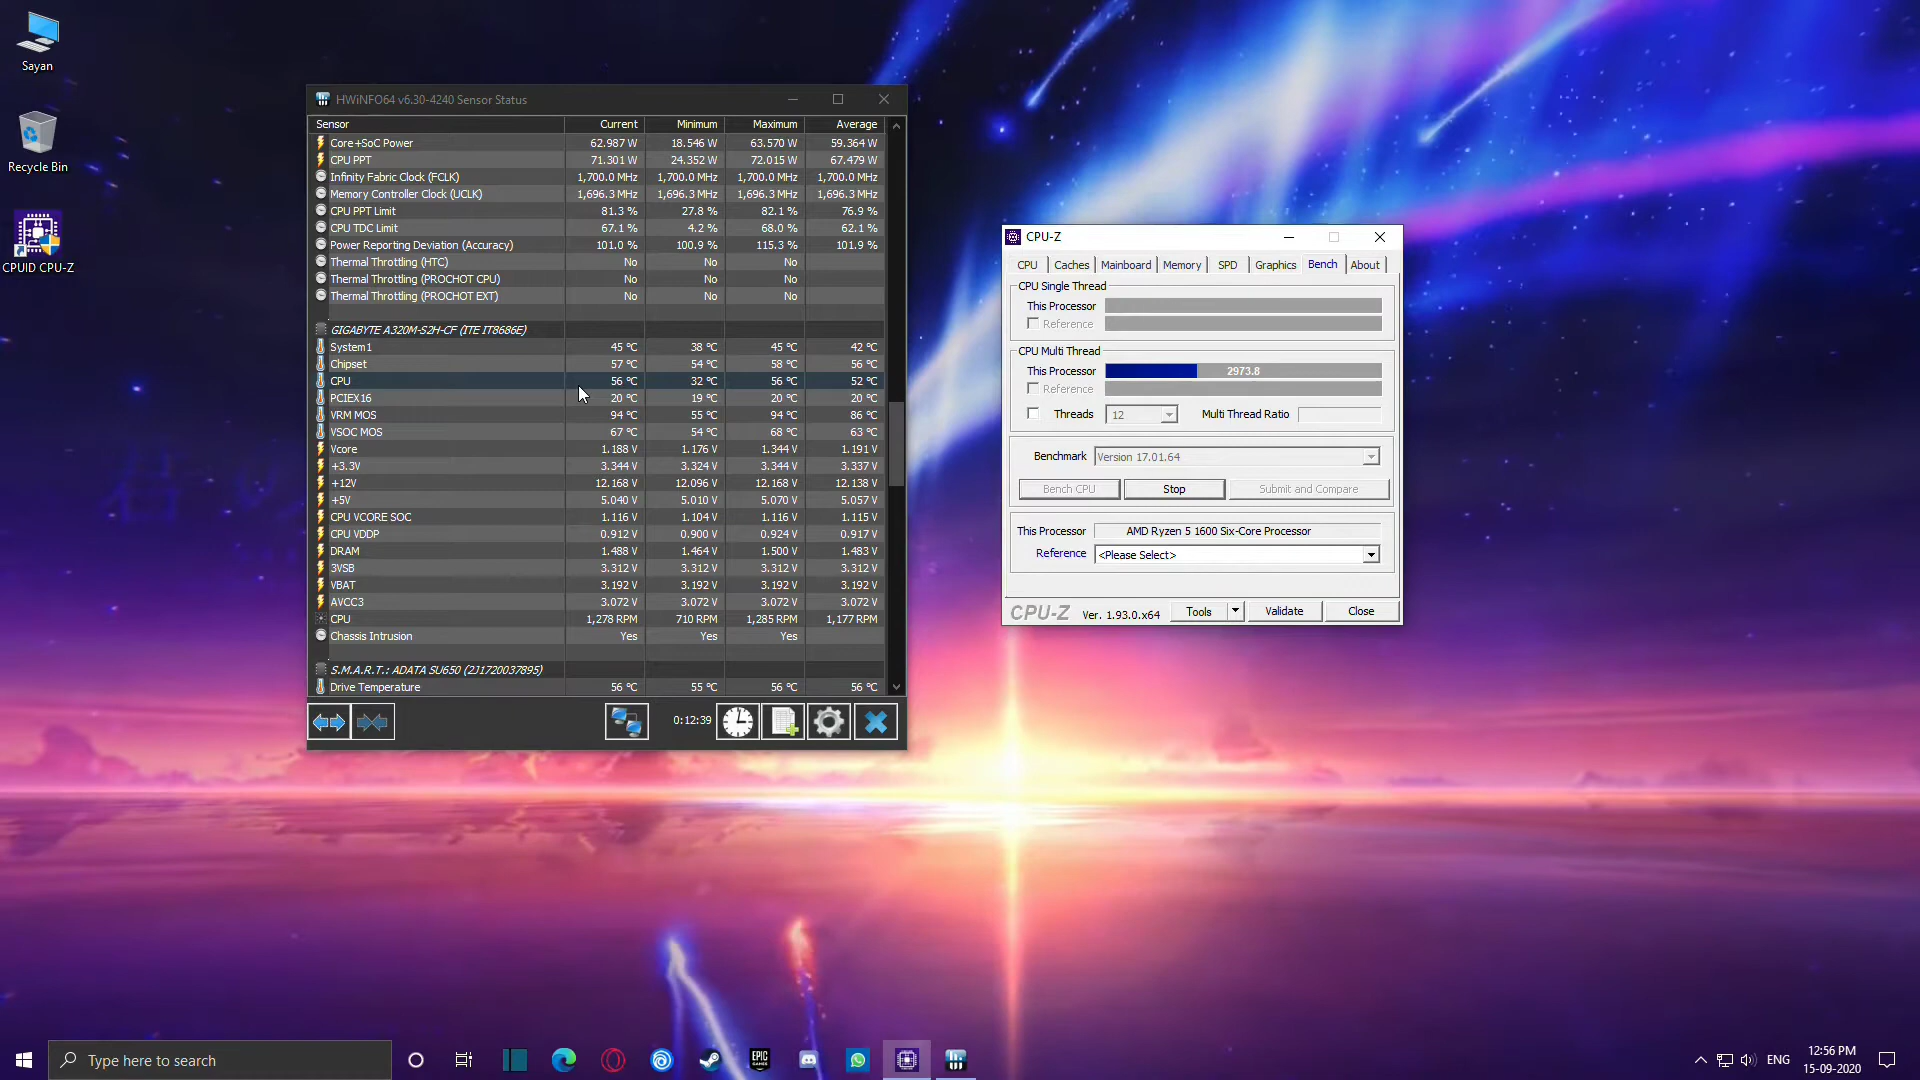 Sayan
Recycle Bin
CPUID CPU-Z
HWiNFO64 v6.30-4240 Sensor Status
Sensor Current Minimum Maximum Average
Core+SoC Power 62.987 W 18.546 W 63.570 W 59.364 W
CPU PPT 71.301 W 24.352 W 72.015 W 67.479 W
Infinity Fabric Clock (FCLK) 1,700.0 MHz 1,700.0 MHz 1,700.0 MHz 1,700.0 MHz
Memory Controller Clock (UCLK) 1,696.3 MHz 1,696.3 MHz 1,696.3 MHz 1,696.3 MHz
CPU PPT Limit 81.3 % 27.8 % 82.1 % 76.9 %
CPU TDC Limit 67.1 % 4.2 % 68.0 % 62.1 %
Power Reporting Deviation (Accuracy) 101.0 % 100.9 % 115.3 % 101.9 %
Thermal Throttling (HTC) No No No
Thermal Throttling (PROCHOT CPU) No No No
Thermal Throttling (PROCHOT EXT) No No No
GIGABYTE A320M-S2H-CF (ITE IT8686E)
System1 45 °C 38 °C 45 °C 42 °C
Chipset 57 °C 54 °C 58 °C 56 °C
CPU 56 °C 32 °C 56 °C 52 °C
PCIEX16 20 °C 19 °C 20 °C 20 °C
VRM MOS 94 °C 55 °C 94 °C 86 °C
VSOC MOS 67 °C 54 °C 68 °C 63 °C
Vcore 1.188 V 1.176 V 1.344 V 1.191 V
+3.3V 3.344 V 3.324 V 3.344 V 3.337 V
+12V 12.168 V 12.096 V 12.168 V 12.138 V
+5V 5.040 V 5.010 V 5.070 V 5.057 V
CPU VCORE SOC 1.116 V 1.104 V 1.116 V 1.115 V
CPU VDDP 0.912 V 0.900 V 0.924 V 0.917 V
DRAM 1.488 V 1.464 V 1.500 V 1.483 V
3VSB 3.312 V 3.312 V 3.312 V 3.312 V
VBAT 3.192 V 3.192 V 3.192 V 3.192 V
AVCC3 3.072 V 3.072 V 3.072 V 3.072 V
CPU 1,278 RPM 710 RPM 1,285 RPM 1,177 RPM
Chassis Intrusion Yes Yes Yes
S.M.A.R.T.: ADATA SU650 (2J1720037895)
Drive Temperature 56 °C 55 °C 56 °C 56 °C
0:12:39
CPU-Z
CPU Caches Mainboard Memory SPD Graphics Bench About
CPU Single Thread
This Processor
Reference
CPU Multi Thread
This Processor 2973.8
Reference
Threads 12 Multi Thread Ratio
Benchmark Version 17.01.64
Bench CPU Stop Submit and Compare
This Processor AMD Ryzen 5 1600 Six-Core Processor
Reference <Please Select>
CPU-Z Ver. 1.93.0.x64 Tools Validate Close
Type here to search
EPIC GAMES
ENG
12:56 PM
15-09-2020